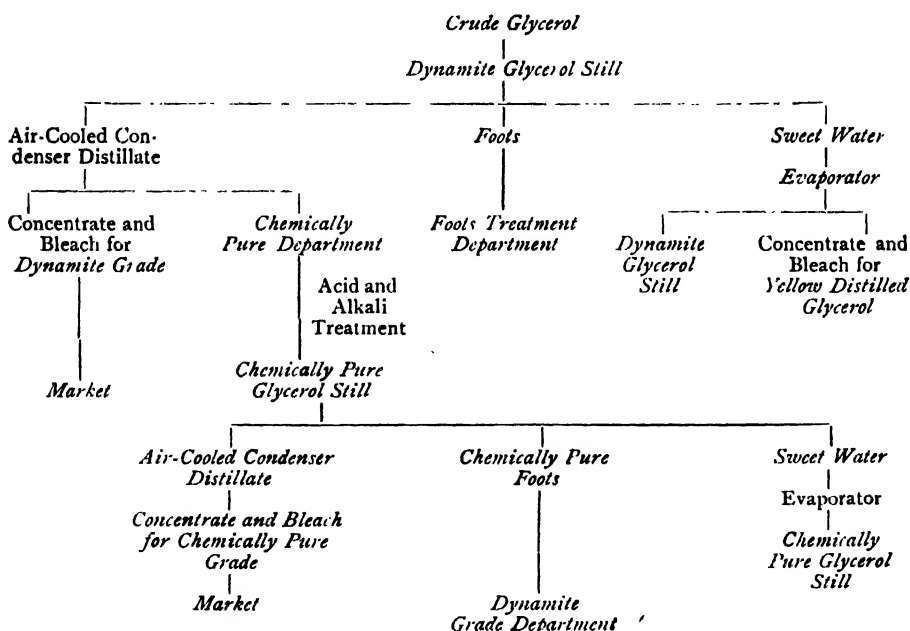 Crude Glycerol
Dynamite Glycerol Still
Air-Cooled Con-
denser Distillate
Foots
Sweet Water
Evaporator
Concentrate and
Bleach for
Dynamite Grade
Chemically
Pure Department
Foots Treatment
Department
Dynamite
Glycerol
Still
Concentrate and
Bleach for
Yellow Distilled
Glycerol
Acid and
Alkali
Treatment
Market
Chemically Pure
Glycerol Still
Air-Cooled Condenser
Distillate
Chemically Pure
Foots
Sweet Water
Evaporator
Concentrate and Bleach
for Chemically Pure
Grade
Chemically
Pure Glycerol
Still
Market
Dynamite
Grade Department